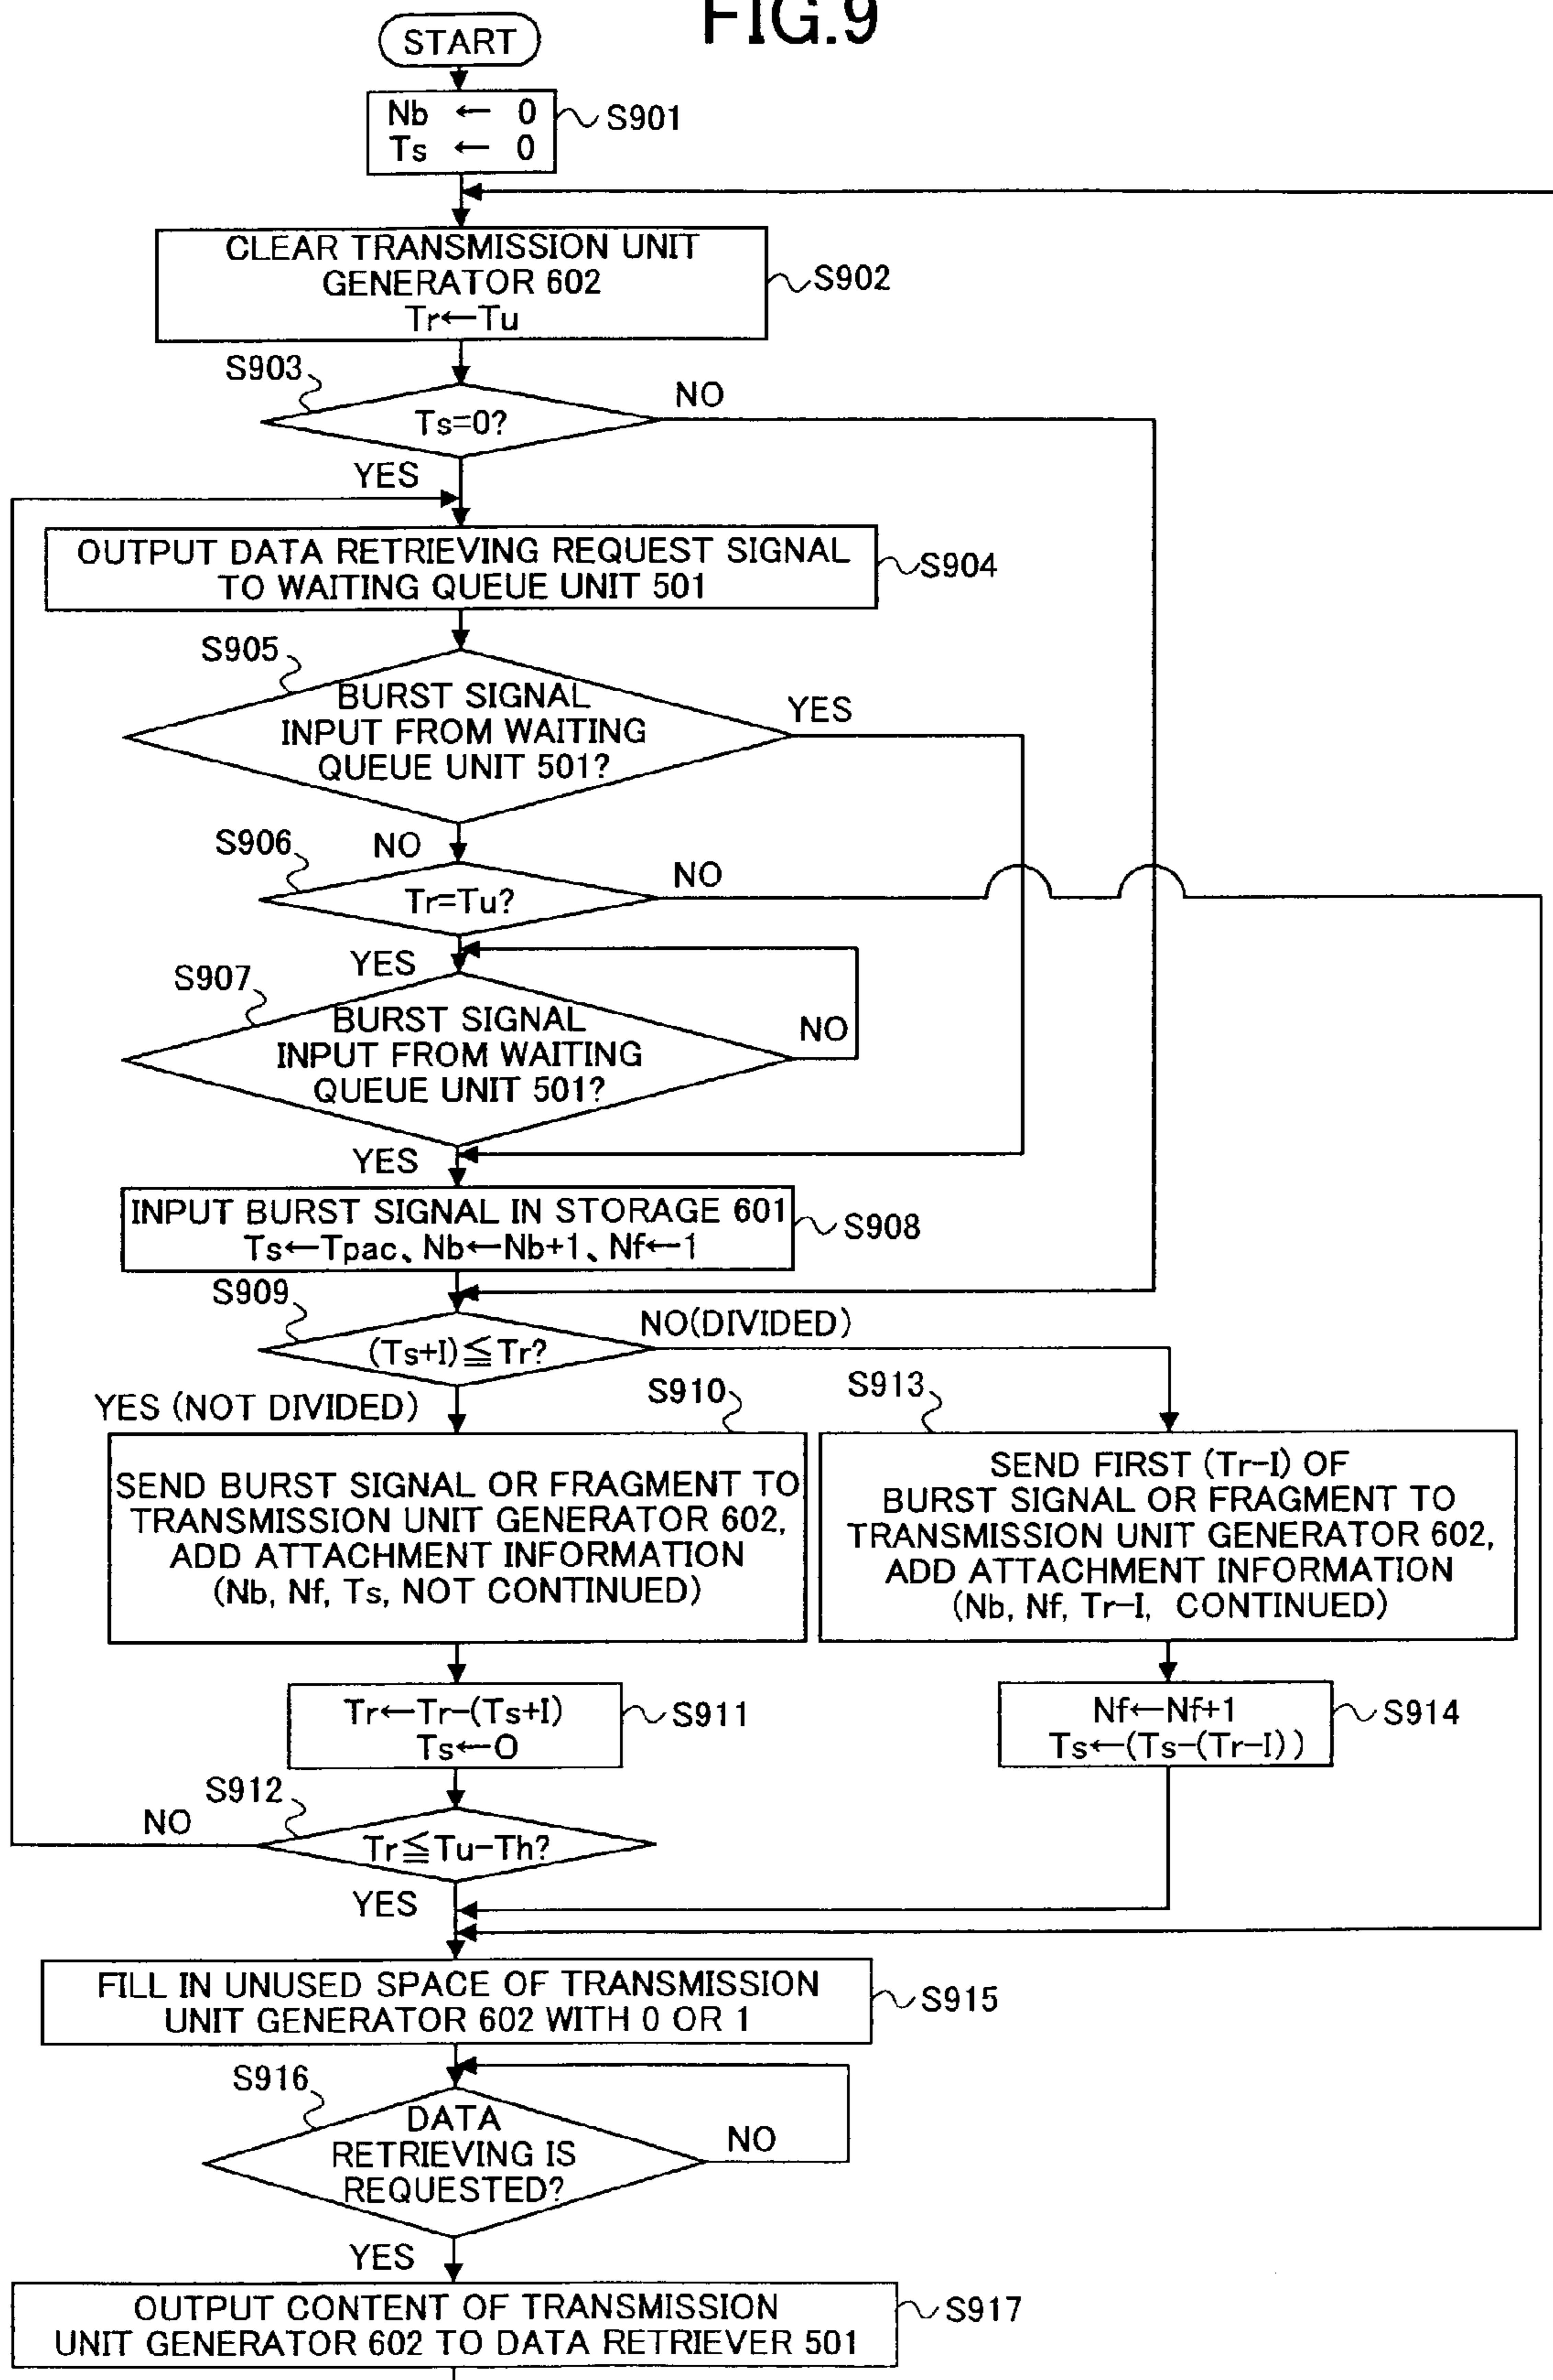 FIG.9
START
Nb ← 0
Ts ← 0
S901
CLEAR TRANSMISSION UNIT
GENERATOR 602
Tr←Tu
S902
S903
Ts=0?
NO
YES
OUTPUT DATA RETRIEVING REQUEST SIGNAL
TO WAITING QUEUE UNIT 501
S904
S905
BURST SIGNAL
INPUT FROM WAITING
QUEUE UNIT 501?
YES
NO
S906
Tr=Tu?
NO
YES
S907
BURST SIGNAL
INPUT FROM WAITING
QUEUE UNIT 501?
NO
YES
INPUT BURST SIGNAL IN STORAGE 601
Ts←Tpac、Nb←Nb+1、Nf←1
S908
S909
(Ts+I)≦Tr?
NO(DIVIDED)
YES (NOT DIVIDED)
S910
SEND BURST SIGNAL OR FRAGMENT TO
TRANSMISSION UNIT GENERATOR 602,
ADD ATTACHMENT INFORMATION
(Nb, Nf, Ts, NOT CONTINUED)
S913
SEND FIRST (Tr-I) OF
BURST SIGNAL OR FRAGMENT TO
TRANSMISSION UNIT GENERATOR 602,
ADD ATTACHMENT INFORMATION
(Nb, Nf, Tr-I, CONTINUED)
Tr←Tr-(Ts+I)
Ts←0
S911
Nf←Nf+1
Ts←(Ts-(Tr-I))
S914
S912
Tr≦Tu-Th?
NO
YES
FILL IN UNUSED SPACE OF TRANSMISSION
UNIT GENERATOR 602 WITH 0 OR 1
S915
S916
DATA
RETRIEVING IS
REQUESTED?
NO
YES
OUTPUT CONTENT OF TRANSMISSION
UNIT GENERATOR 602 TO DATA RETRIEVER 501
S917